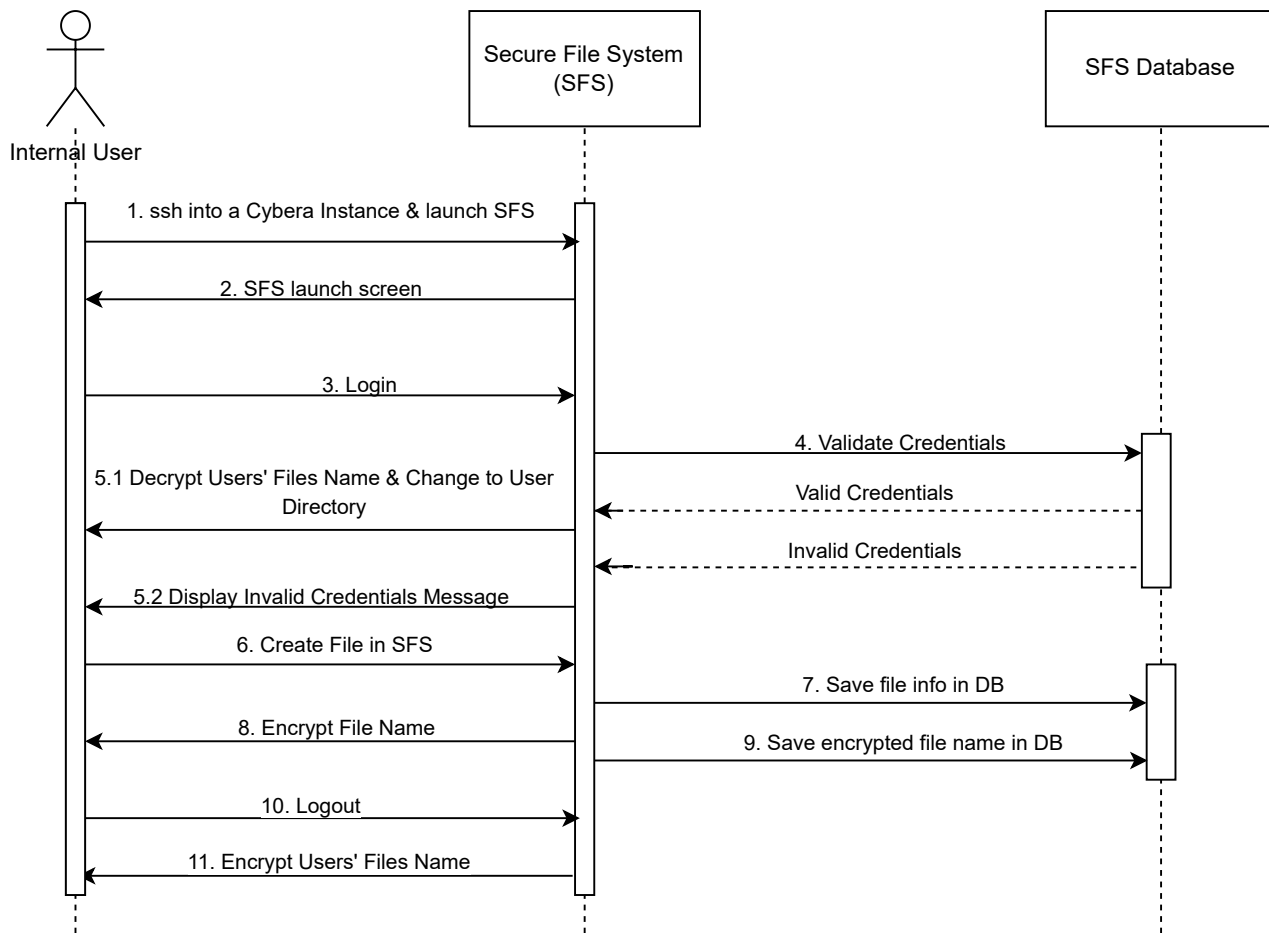 Secure File System
(SFS)
SFS Database
Internal User
1. ssh into a Cybera Instance & launch SFS
2. SFS launch screen
3. Login
4. Validate Credentials
5.1 Decrypt Users' Files Name & Change to User
Directory
Valid Credentials
Invalid Credentials
5.2 Display Invalid Credentials Message
6. Create File in SFS
7. Save file info in DB
8. Encrypt File Name
9. Save encrypted file name in DB
10. Logout
11. Encrypt Users' Files Name